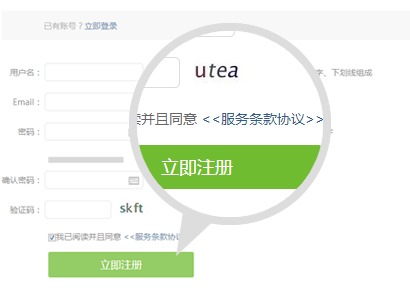 已有账号？立即登录
用户名：
字、下划线组成
Email：
密码：
确认密码：
验证码： skft
我已阅读并且同意 <<服务条款协议
立即注册
utea
读并且同意 <<服务条款协议>>
立即注册